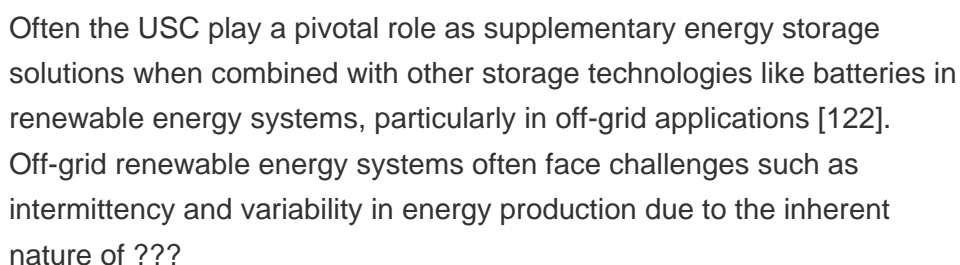 Often the USC play a pivotal role as supplementary energy storage
solutions when combined with other storage technologies like batteries in
renewable energy systems, particularly in off-grid applications [122].
Off-grid renewable energy systems often face challenges such as
intermittency and variability in energy production due to the inherent
nature of ???